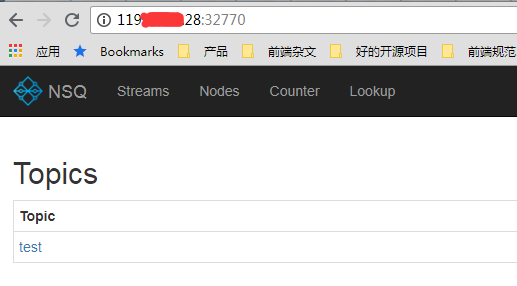 119 28:32770
应用 Bookmarks 产品 前端杂文 好的开源项目 前端规范
NSQ Streams Nodes Counter Lookup
Topics
Topic
test